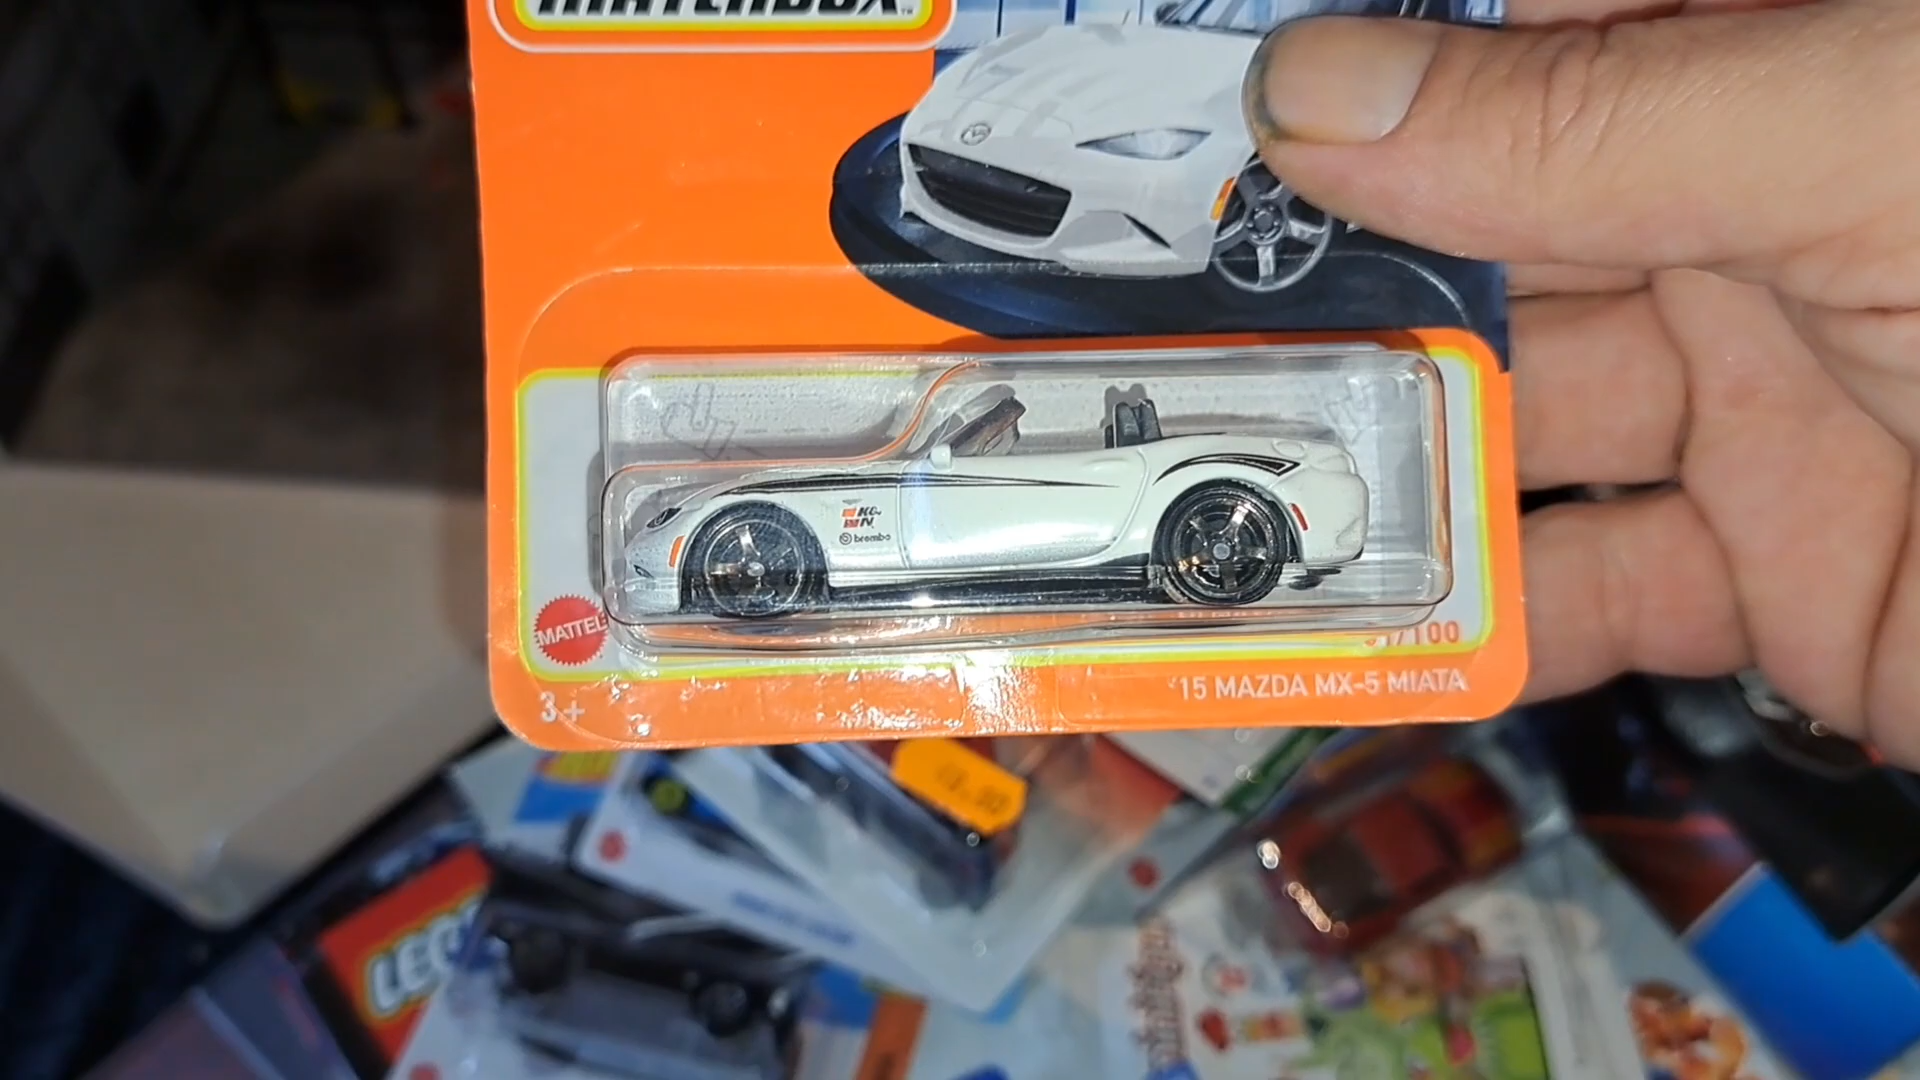 MATCHBOX
K&N
brembo
MATTEL
/100
'15 MAZDA MX-5 MIATA
3+
LEGO